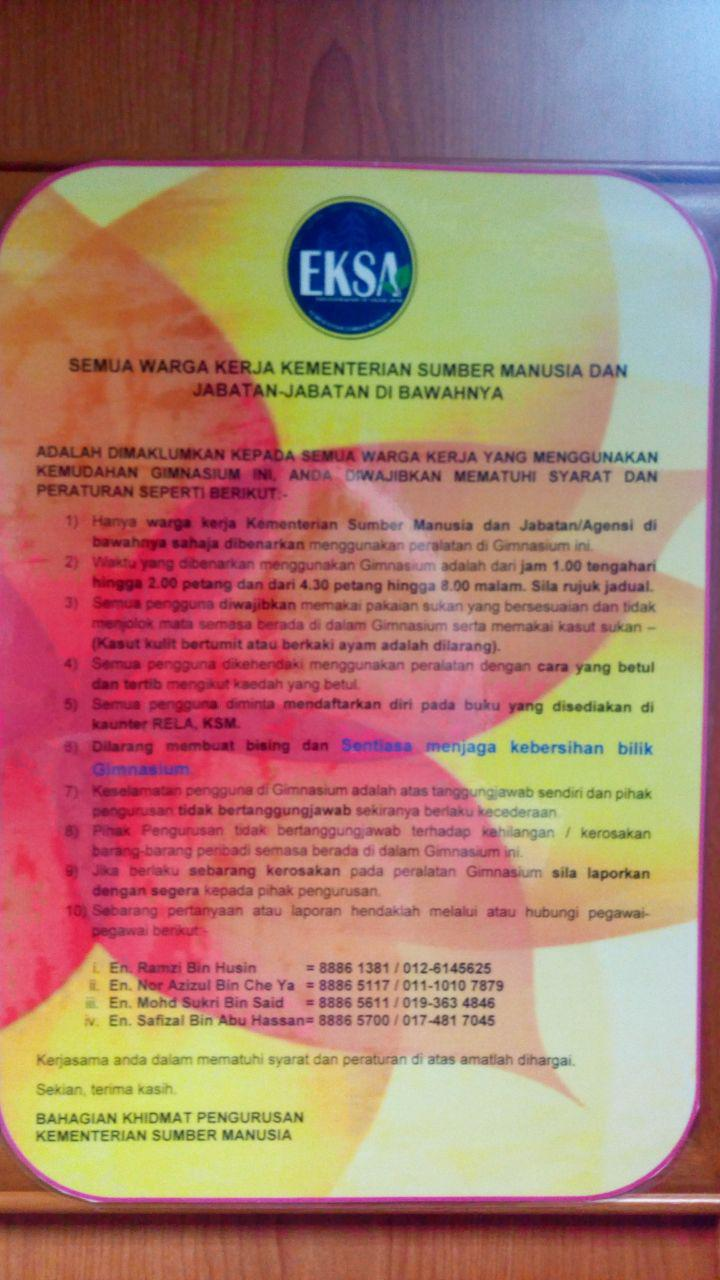 EKSA
SEMUA WARGA KERJA KEMENTERIAN SUMBER MANUSIA DAN
JABATAN-JABATAN DI BAWAHNYA
ADALAH DIMAKLUMKAN KEPADA SEMUA WARGA KERJA YANG MENGGUNAKAN
KEMUDAHAN GIMNASIUM INI, ANDA DIWAJIBKAN MEMATUHI SYARAT DAN
PERATURAN SEPERTI BERIKUT:-
1) Hanya warga kerja Kementerian Sumber Manusia dan Jabatan/Agensi di
bawahnya sahaja dibenarkan menggunakan peralatan di Gimnasium ini.
2) Waktu yang dibenarkan menggunakan Gimnasium adalah dari jam 1.00 tengahari
hingga 2.00 petang dan dari 4.30 petang hingga 8.00 malam. Sila rujuk jadual.
3) Semua pengguna diwajibkan memakai pakaian sukan yang bersesuaian dan tidak
menjolok mata semasa berada di dalam Gimnasium serta memakai kasut sukan –
(Kasut kulit bertumit atau berkaki ayam adalah dilarang).
4) Semua pengguna dikehendaki menggunakan peralatan dengan cara yang betul
dan tertib mengikut kaedah yang betul.
5) Semua pengguna diminta mendaftarkan diri pada buku yang disediakan di
kaunter RELA, KSM.
6) Dilarang membuat bising dan Sentiasa menjaga kebersihan bilik
Gimnasium.
7) Keselamatan pengguna di Gimnasium adalah atas tanggungjawab sendiri dan pihak
pengurusan tidak bertanggungjawab sekiranya berlaku kecederaan.
8) Pihak Pengurusan tidak bertanggungjawab terhadap kehilangan / kerosakan
barang-barang peribadi semasa berada di dalam Gimnasium ini.
9) Jika berlaku sebarang kerosakan pada peralatan Gimnasium sila laporkan
dengan segera kepada pihak pengurusan.
10) Sebarang pertanyaan atau laporan hendaklah melalui atau hubungi pegawai-
pegawai berikut:-
i. En. Ramzi Bin Husin = 8886 1381 / 012-6145625
ii. En. Nor Azizul Bin Che Ya = 8886 5117 / 011-1010 7879
iii. En. Mohd Sukri Bin Said = 8886 5611 / 019-363 4846
iv. En. Safizal Bin Abu Hassan= 8886 5700 / 017-481 7045
Kerjasama anda dalam mematuhi syarat dan peraturan di atas amatlah dihargai.
Sekian, terima kasih.
BAHAGIAN KHIDMAT PENGURUSAN
KEMENTERIAN SUMBER MANUSIA